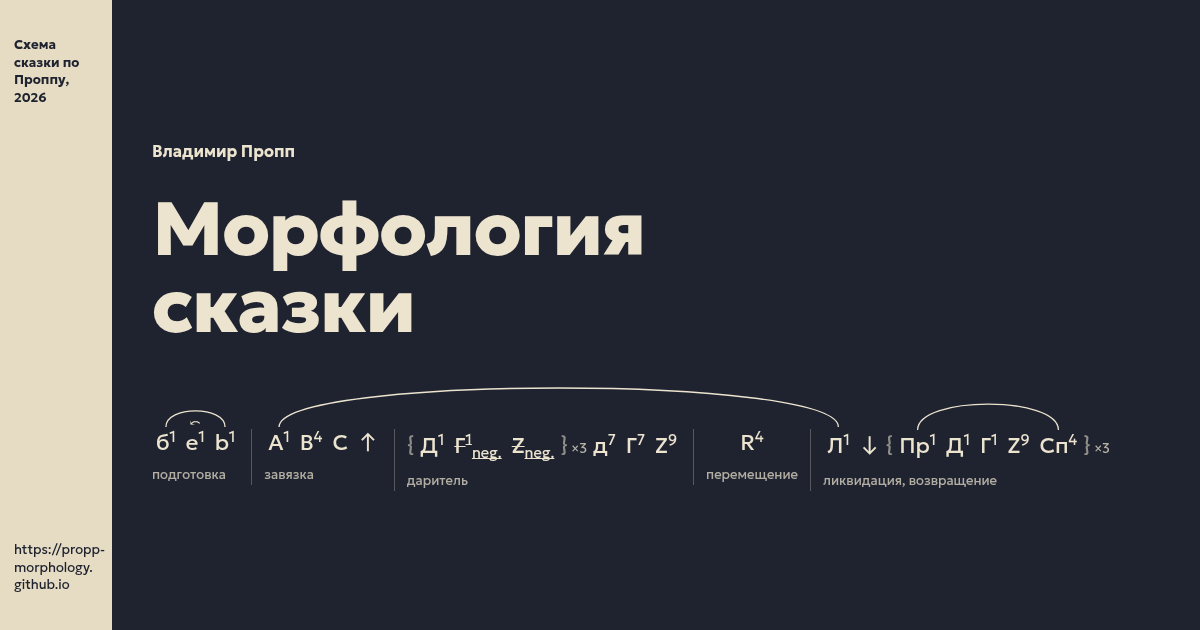 Схема
сказки по
Проппу,
2026
Владимир Пропп
Морфология
сказки
б¹ e¹ b¹ A¹ B⁴ C ↑ { Д¹ Г¹neg. Zneg. }×3 д⁷ Г⁷ Z⁹ R⁴ Л¹ ↓ { Пр¹ Д¹ Г¹ Z⁹ Сп⁴ }×3
подготовка завязка даритель перемещение ликвидация, возвращение
https://propp-
morphology.
github.io